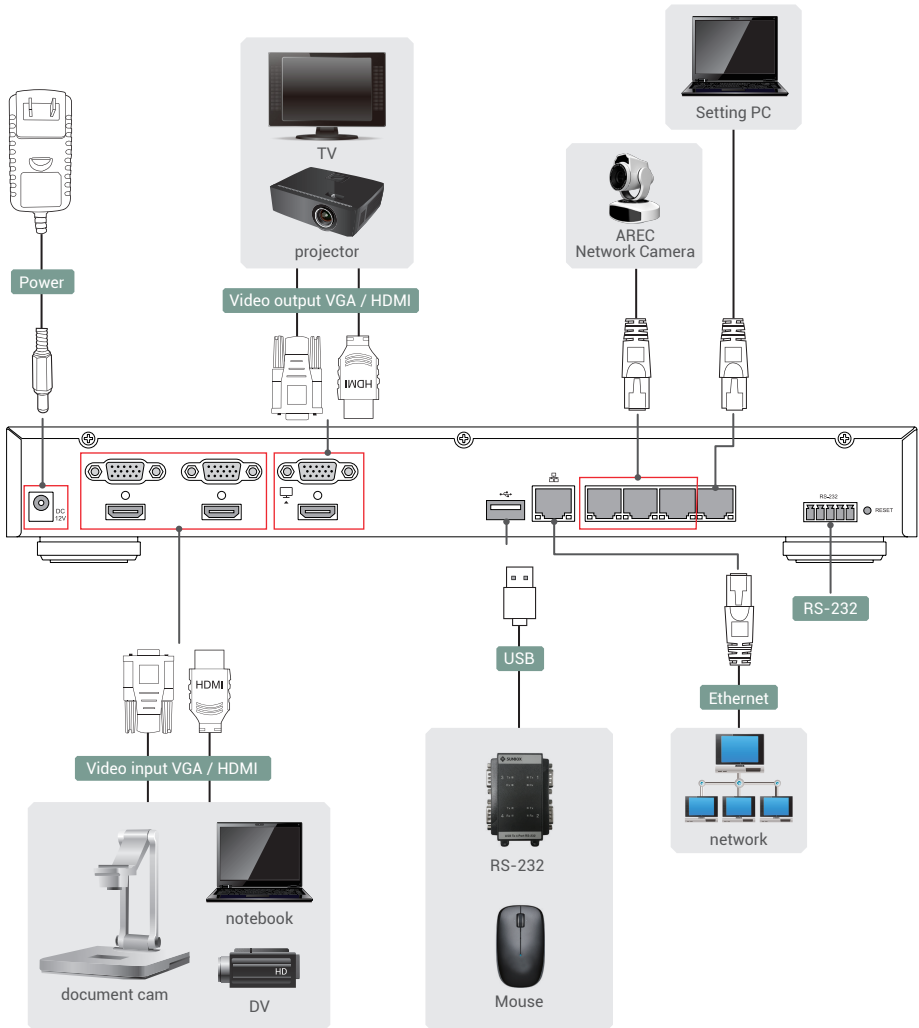 Setting PC
TV
AREC
Network Camera
projector
Power
Video output VGA / HDMI
HDMI
DC
12V
RS-232
RESET
RS-232
USB
HDMI
Ethernet
Video input VGA / HDMI
SUNBOX
network
RS-232
notebook
HD
document cam
DV
Mouse